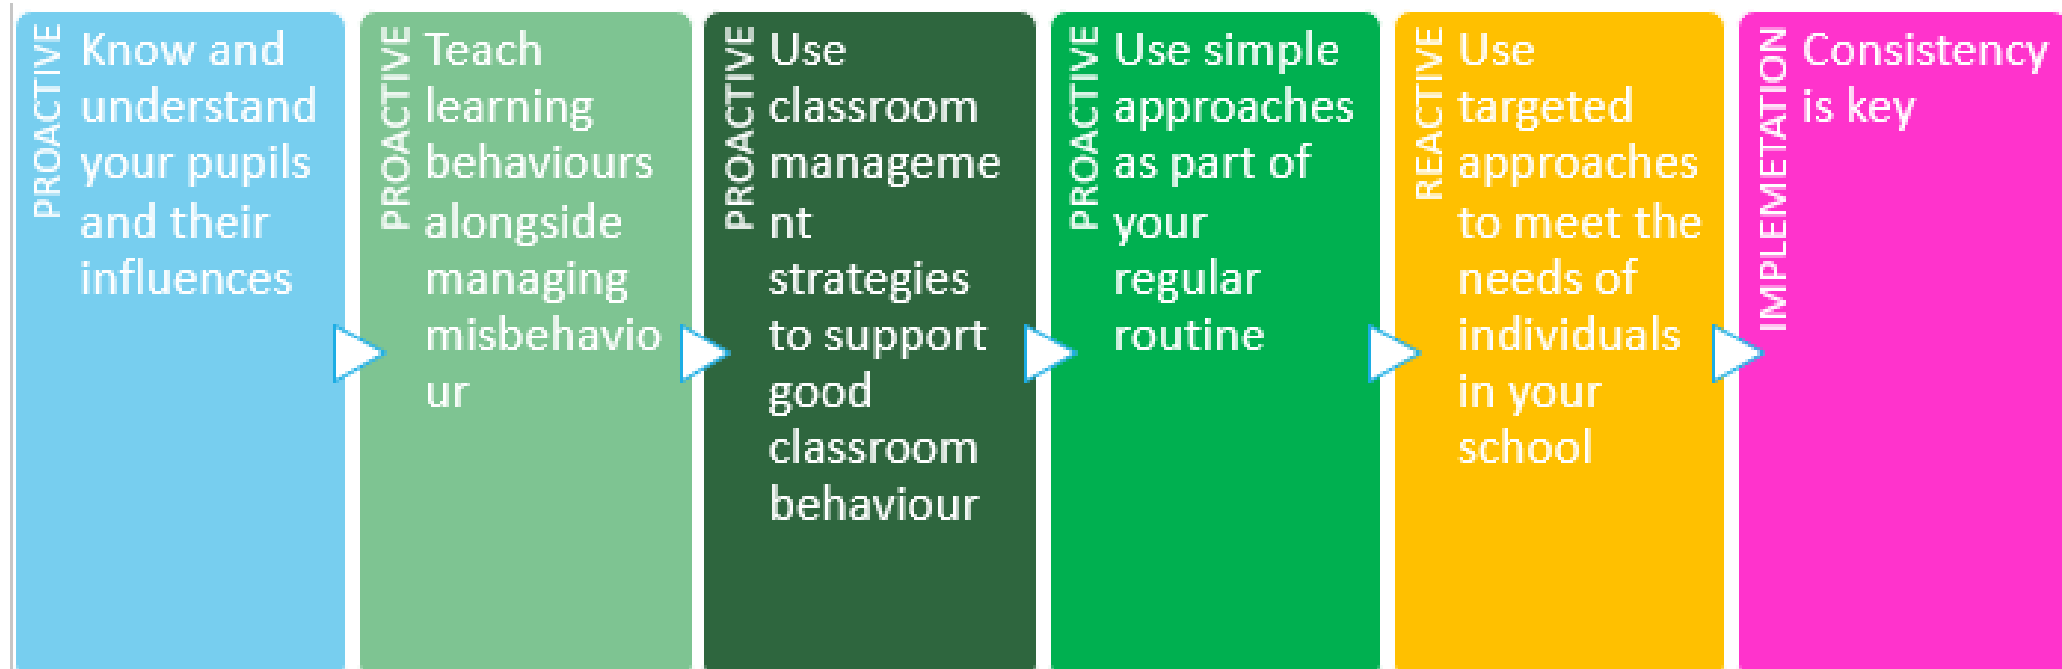 PROACTIVE
Know and
understand
your pupils
and their
influences
PROACTIVE
Teach
learning
behaviours
alongside
managing
misbehavio
ur
PROACTIVE
Use
classroom
manageme
nt
strategies
to support
good
classroom
behaviour
PROACTIVE
Use simple
approaches
as part of
your
regular
routine
REACTIVE
Use
targeted
approaches
to meet the
needs of
individuals
in your
school
IMPLEMETATION
Consistency
is key